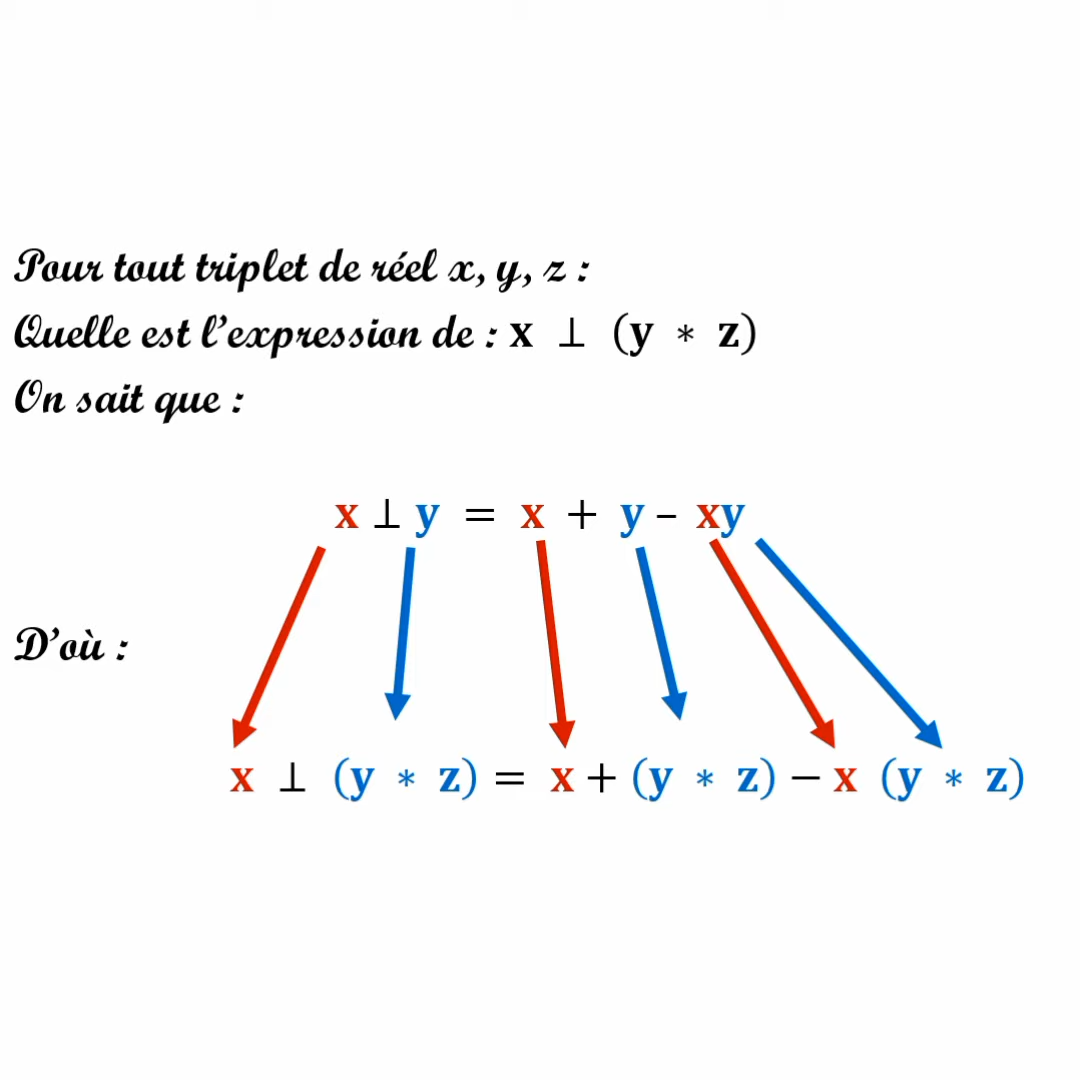 Pour tout triplet de réel x, y, z :
Quelle est l'expression de : x ⊥ (y * z)
On sait que :
x ⊥ y = x + y – xy
D'où :
x ⊥ (y * z) = x + (y * z) − x (y * z)